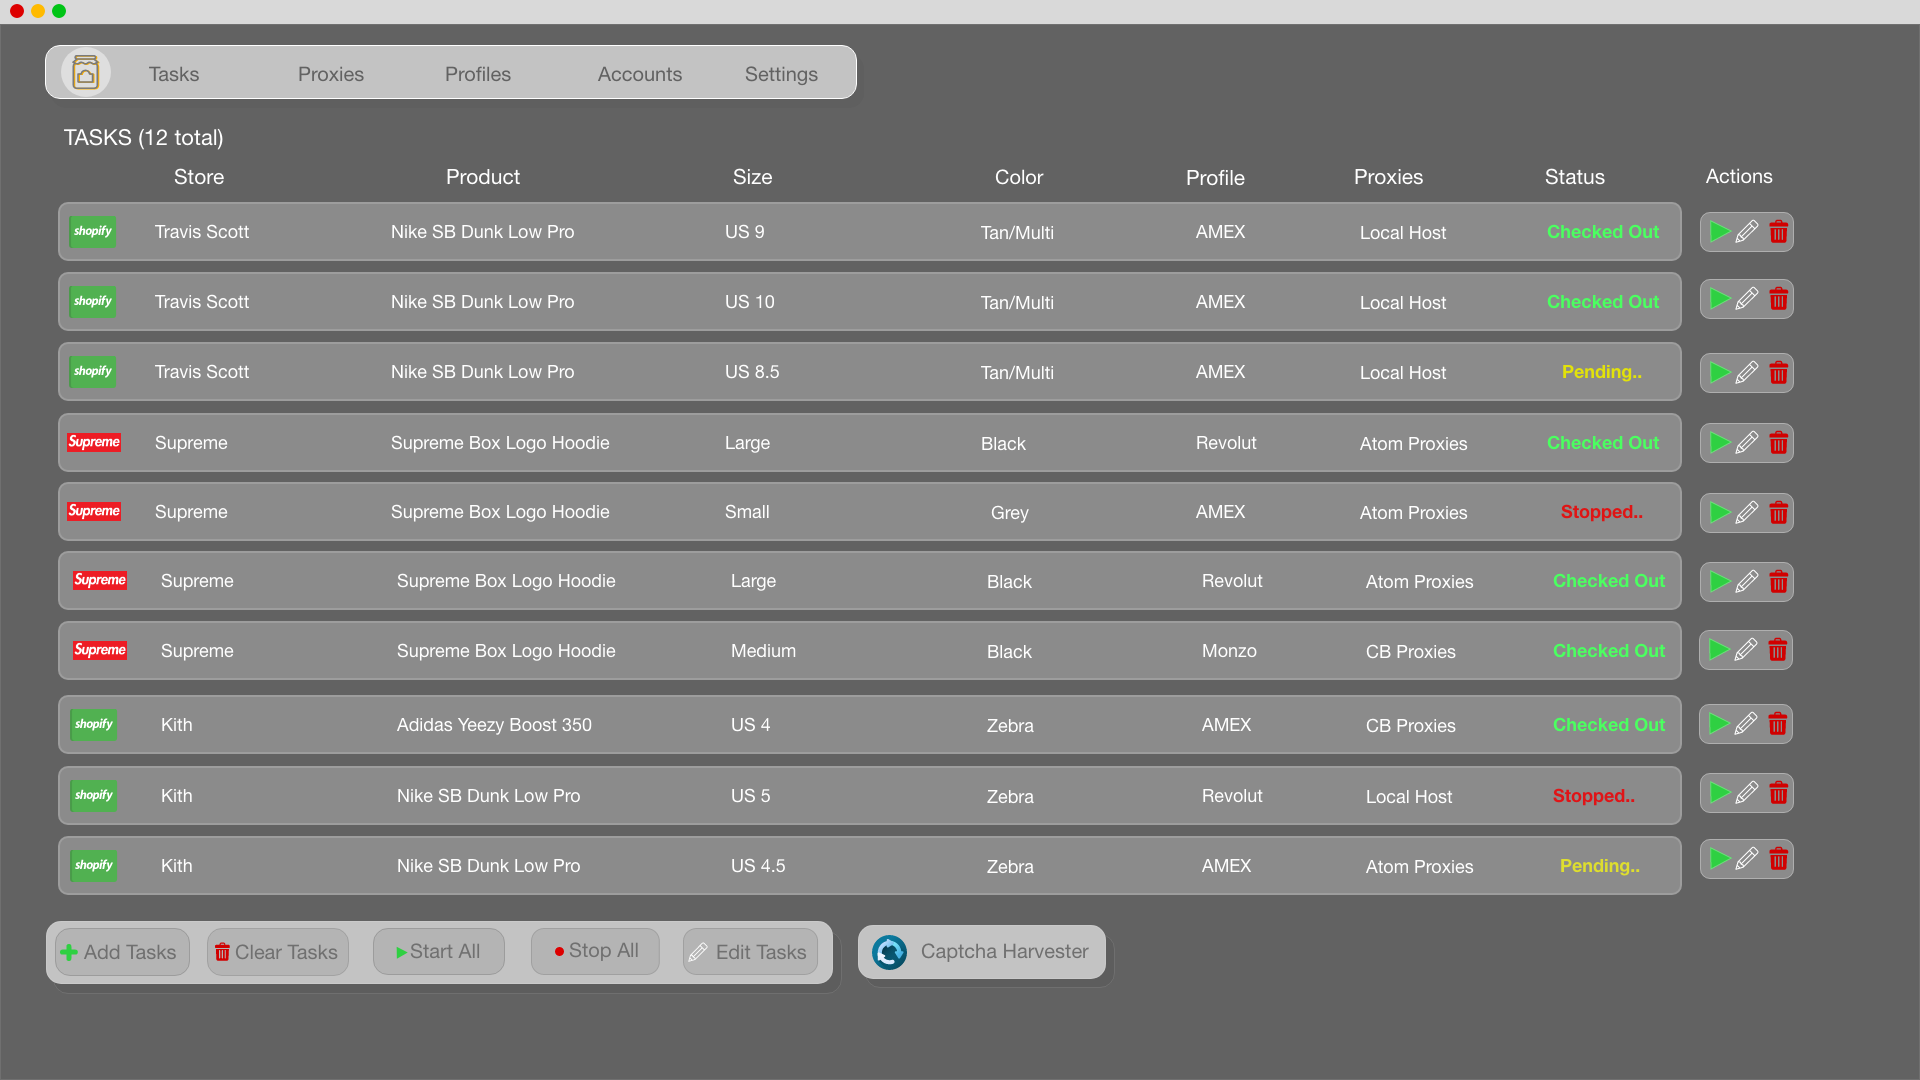 Tasks Proxies Profiles Accounts Settings
TASKS (12 total)
Store Product Size Color Profile Proxies Status Actions
shopify Travis Scott Nike SB Dunk Low Pro US 9 Tan/Multi AMEX Local Host Checked Out
shopify Travis Scott Nike SB Dunk Low Pro US 10 Tan/Multi AMEX Local Host Checked Out
shopify Travis Scott Nike SB Dunk Low Pro US 8.5 Tan/Multi AMEX Local Host Pending..
Supreme Supreme Supreme Box Logo Hoodie Large Black Revolut Atom Proxies Checked Out
Supreme Supreme Supreme Box Logo Hoodie Small Grey AMEX Atom Proxies Stopped..
Supreme Supreme Supreme Box Logo Hoodie Large Black Revolut Atom Proxies Checked Out
Supreme Supreme Supreme Box Logo Hoodie Medium Black Monzo CB Proxies Checked Out
shopify Kith Adidas Yeezy Boost 350 US 4 Zebra AMEX CB Proxies Checked Out
shopify Kith Nike SB Dunk Low Pro US 5 Zebra Revolut Local Host Stopped..
shopify Kith Nike SB Dunk Low Pro US 4.5 Zebra AMEX Atom Proxies Pending..
Add Tasks Clear Tasks Start All Stop All Edit Tasks Captcha Harvester